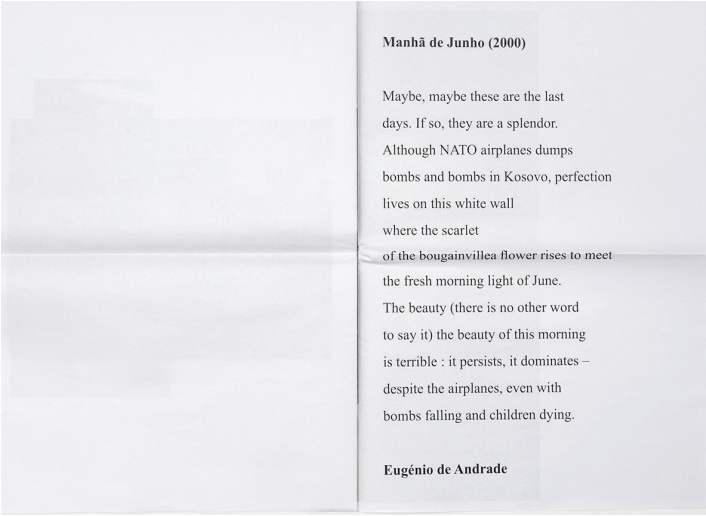 Manhã de Junho (2000)
Maybe, maybe these are the last
days. If so, they are a splendor.
Although NATO airplanes dumps
bombs and bombs in Kosovo, perfection
lives on this white wall
where the scarlet
of the bougainvillea flower rises to meet
the fresh morning light of June.
The beauty (there is no other word
to say it) the beauty of this morning
is terrible : it persists, it dominates –
despite the airplanes, even with
bombs falling and children dying.
Eugénio de Andrade